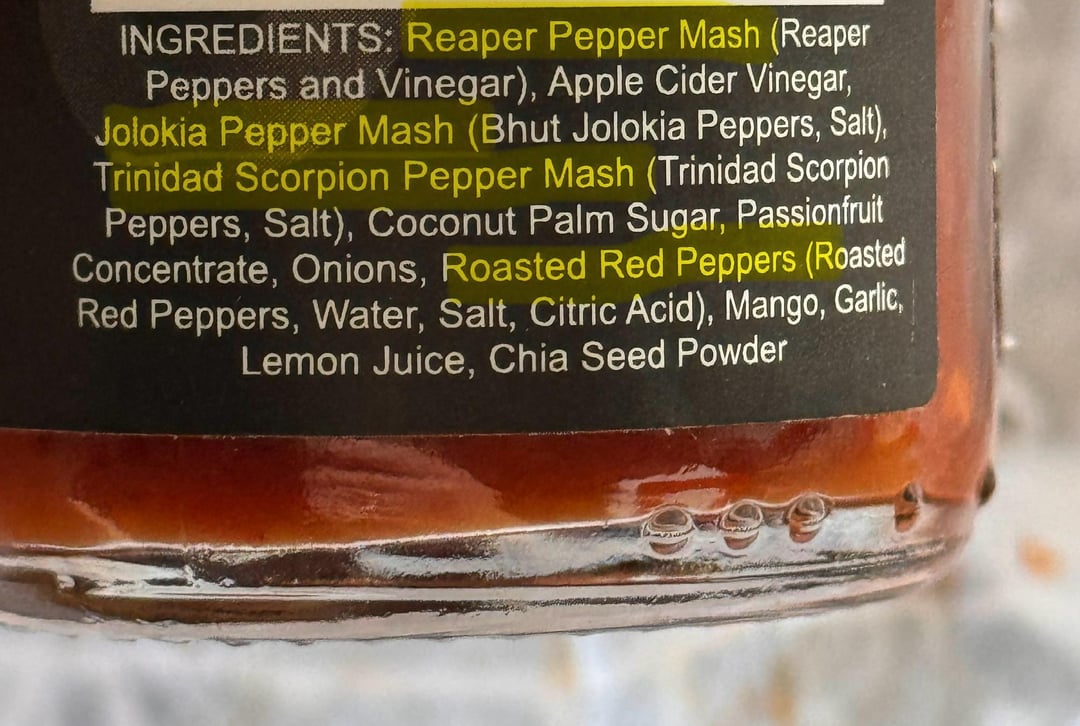 INGREDIENTS: Reaper Pepper Mash (Reaper
Peppers and Vinegar), Apple Cider Vinegar,
Jolokia Pepper Mash (Bhut Jolokia Peppers, Salt),
Trinidad Scorpion Pepper Mash (Trinidad Scorpion
Peppers, Salt), Coconut Palm Sugar, Passionfruit
Concentrate, Onions, Roasted Red Peppers (Roasted
Red Peppers, Water, Salt, Citric Acid), Mango, Garlic,
Lemon Juice, Chia Seed Powder